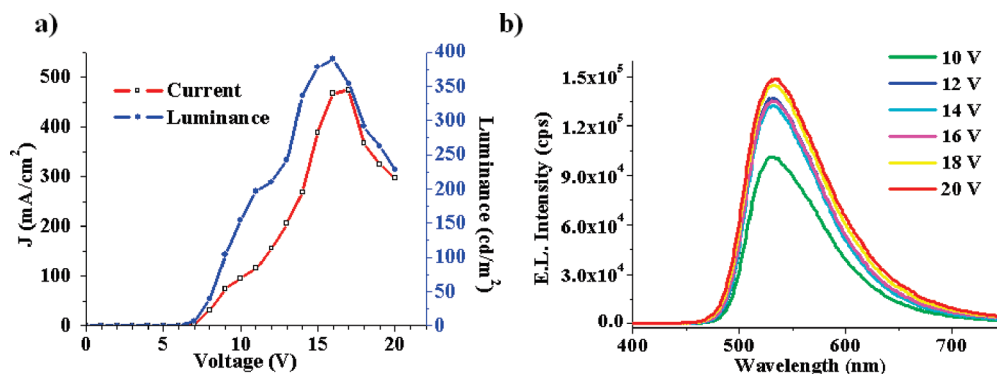 a)
Current
Luminance
500
400
300
200
100
0
J (mA/cm²)
0
5
10
15
20
Voltage (V)
400
350
300
250
200
150
100
50
0
Luminance (cd/m²)
b)
10 V
12 V
14 V
16 V
18 V
20 V
1.5x10⁵
1.2x10⁵
9.0x10⁴
6.0x10⁴
3.0x10⁴
0.0
E.L. Intensity (cps)
400
500
600
700
Wavelength (nm)